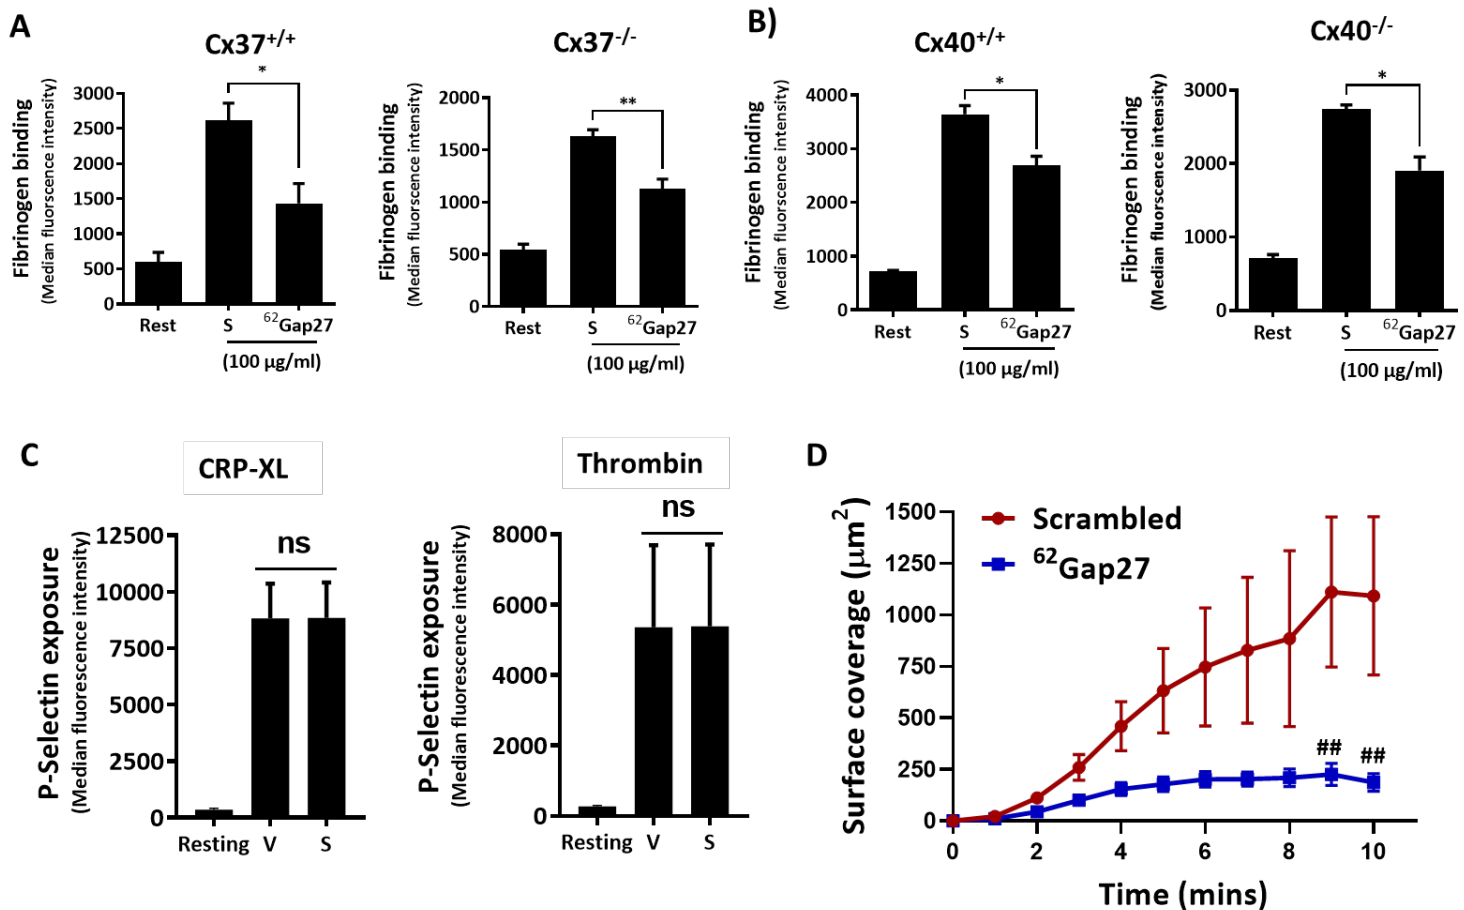 A
Cx37+/+
Fibrinogen binding
(Median fluorescence intensity)
3000
2500
2000
1500
1000
500
0
*
Rest S 62Gap27
(100 µg/ml)
Cx37-/-
Fibrinogen binding
(Median fluorescence intensity)
2000
1500
1000
500
0
**
Rest S 62Gap27
(100 µg/ml)
B)
Cx40+/+
Fibrinogen binding
(Median fluorescence intensity)
4000
3000
2000
1000
0
*
Rest S 62Gap27
(100 µg/ml)
Cx40-/-
Fibrinogen binding
(Median fluorescence intensity)
3000
2000
1000
0
*
Rest S 62Gap27
(100 µg/ml)
C
CRP-XL
P-Selectin exposure
(Median fluorescence intensity)
12500
10000
7500
5000
2500
0
ns
Resting V S
Thrombin
P-Selectin exposure
(Median fluorescence intensity)
8000
6000
4000
2000
0
ns
Resting V S
D
Surface coverage (µm2)
1500
1250
1000
750
500
250
0
Scrambled
62Gap27
## ##
0 2 4 6 8 10
Time (mins)